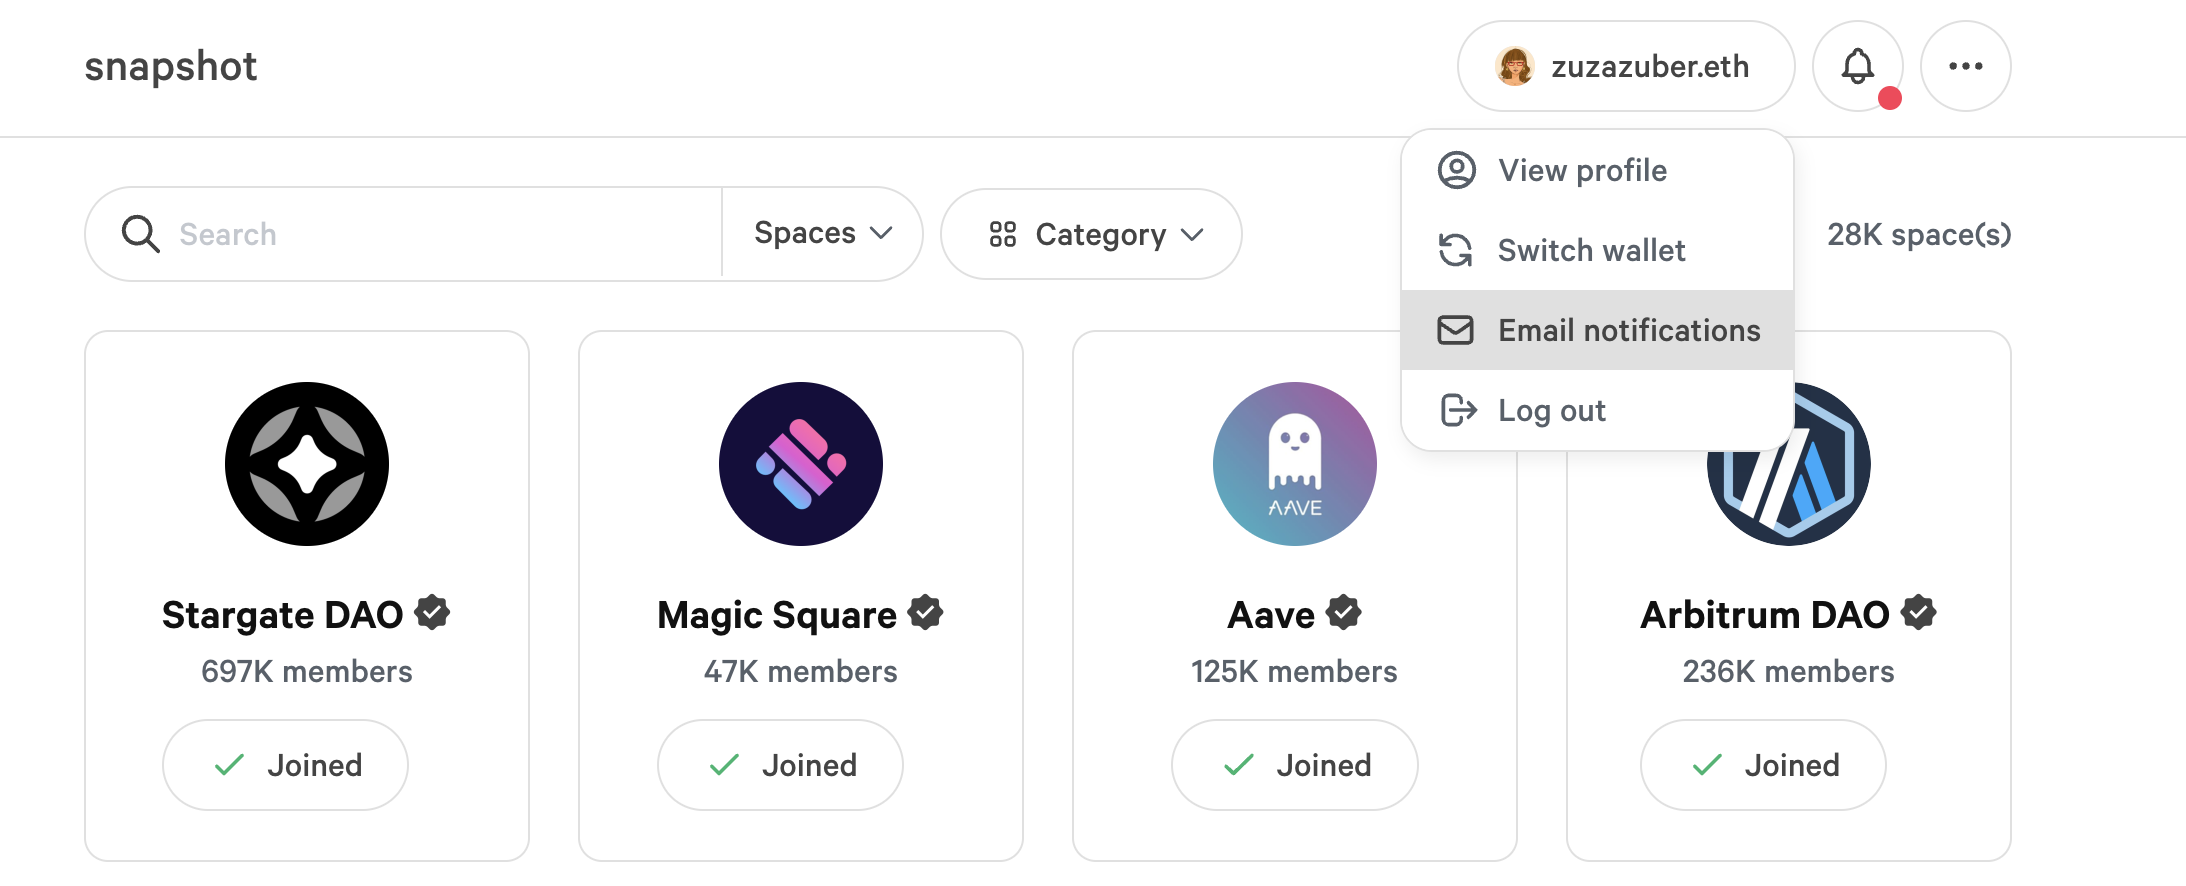 snapshot
zuzazuber.eth
View profile
Switch wallet
Email notifications
Log out
Search
Spaces
Category
28K space(s)
AAVE
Stargate DAO
697K members
Joined
Magic Square
47K members
Joined
Aave
125K members
Joined
Arbitrum DAO
236K members
Joined